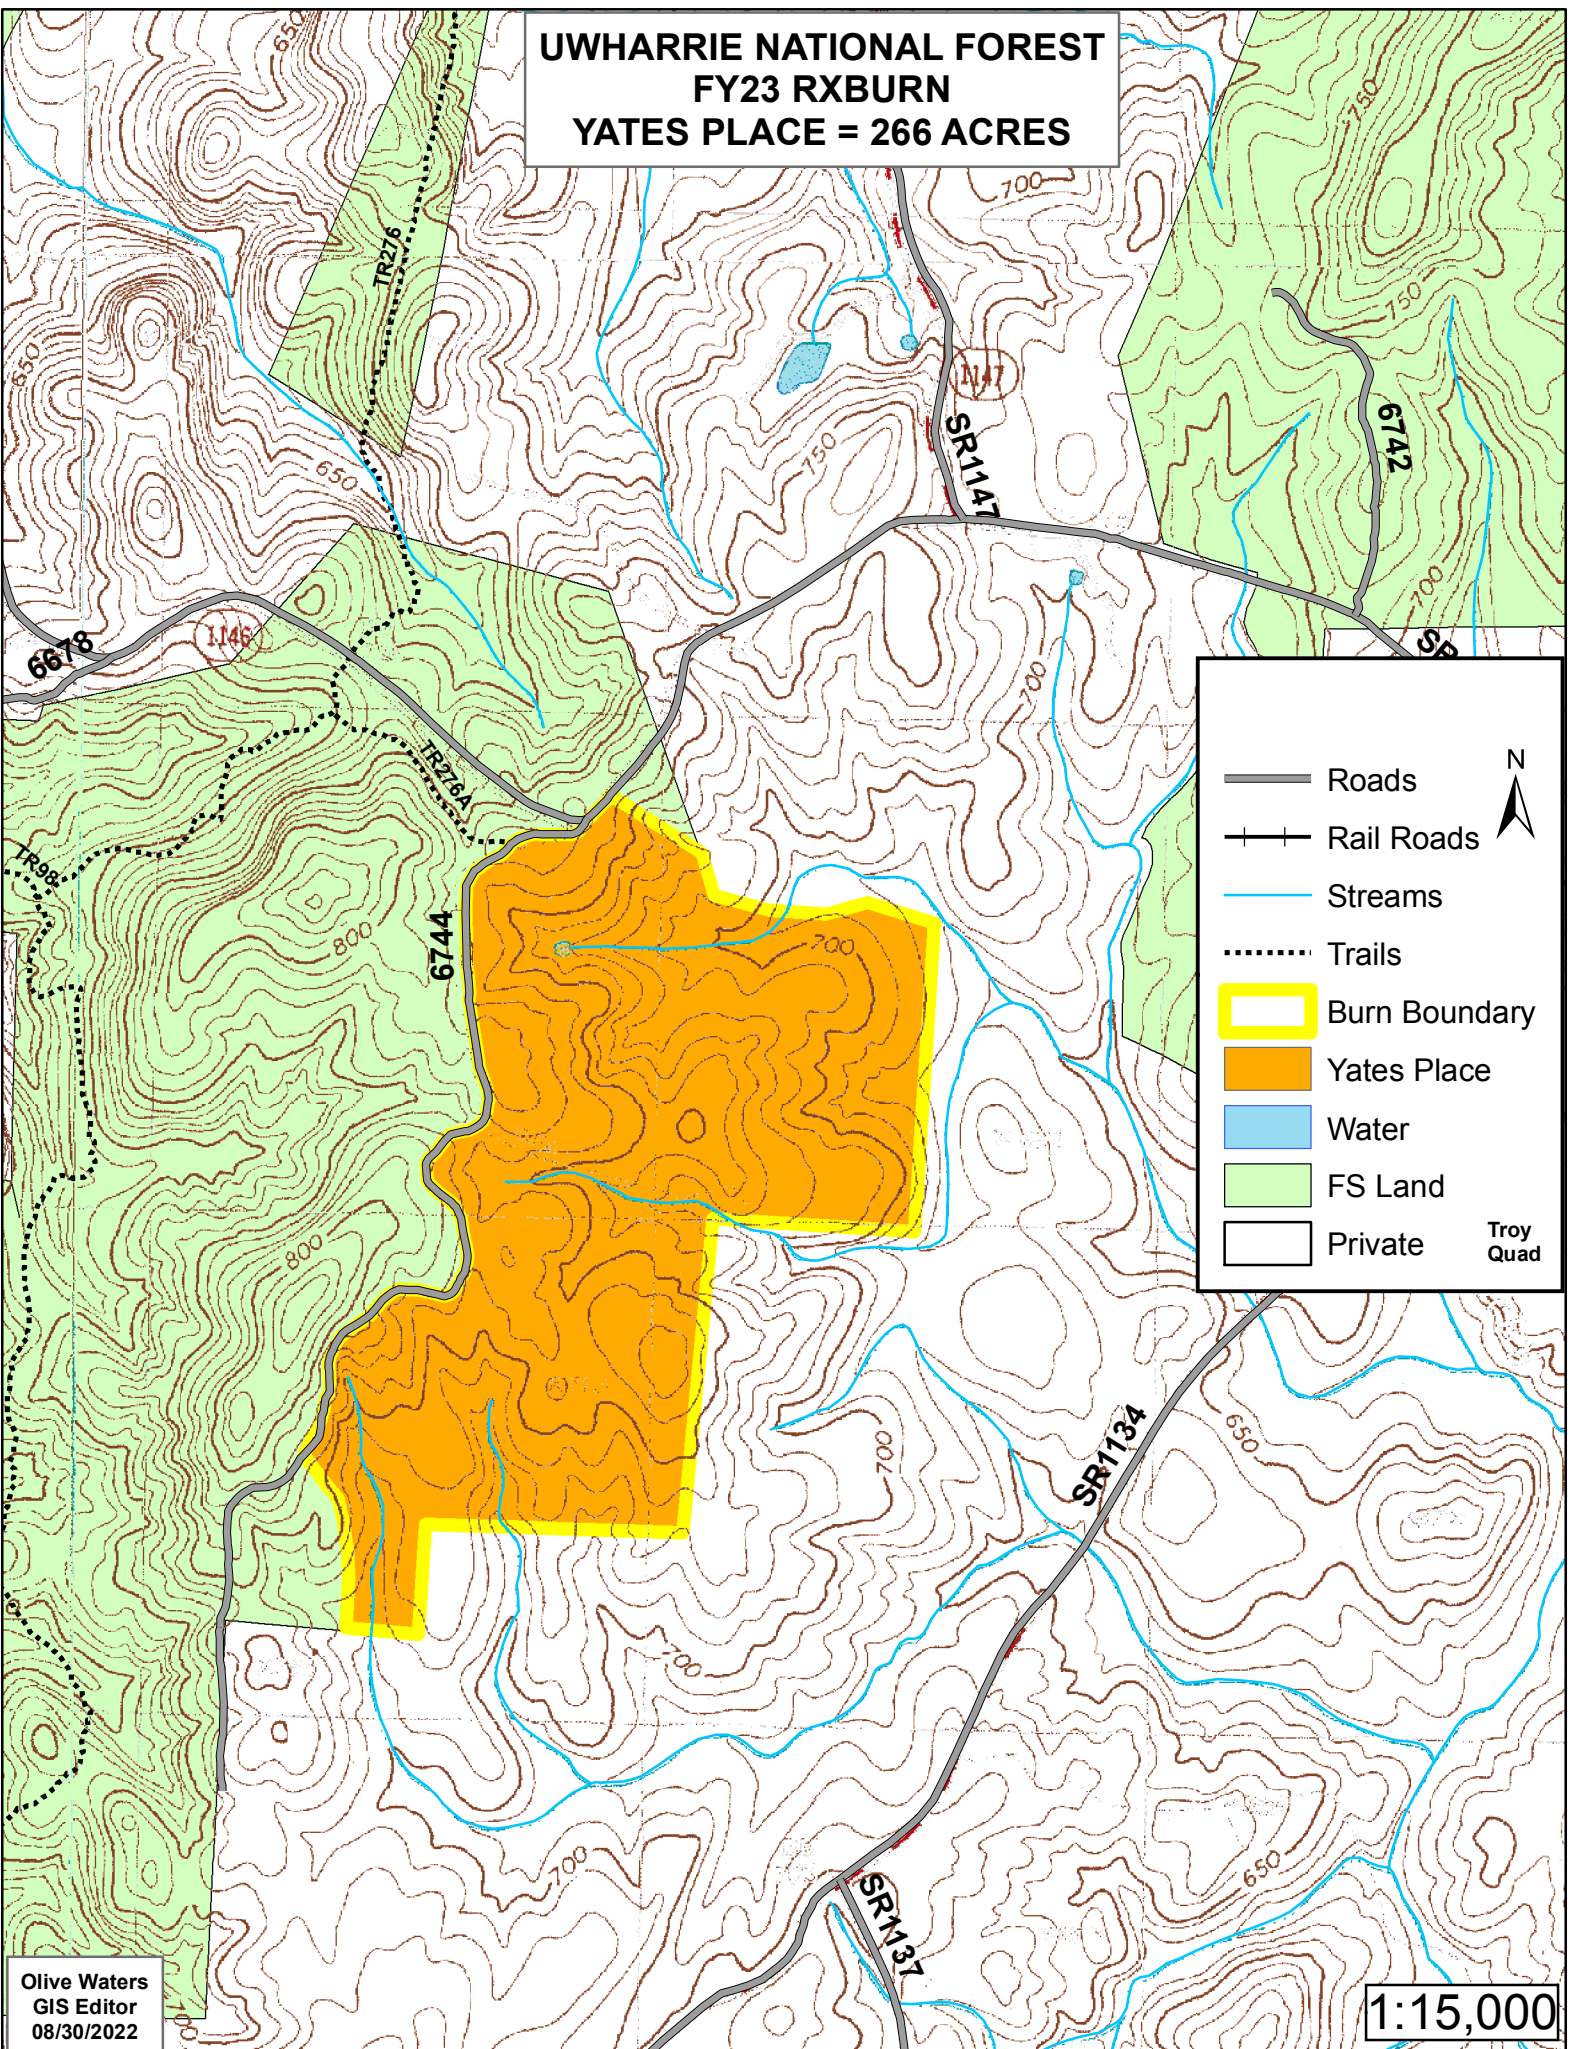 UWHARRIE NATIONAL FOREST
FY23 RXBURN
YATES PLACE = 266 ACRES
650
TR276
700
750
750
650
1147
SR1147
6742
750
650
700
1146
6678
SR
700
TR276A
TR98
800
6744
700
N
Roads
Rail Roads
Streams
Trails
Burn Boundary
Yates Place
Water
FS Land
Private
Troy
Quad
800
SR1134
650
700
700
700
650
SR1137
700
Olive Waters
GIS Editor
08/30/2022
1:15,000